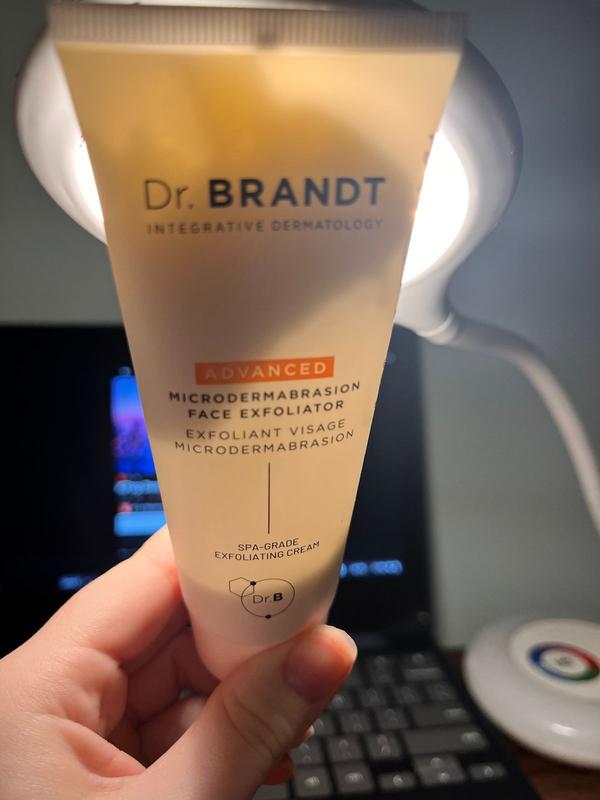 Dr. BRANDT
INTEGRATIVE DERMATOLOGY
ADVANCED
MICRODERMABRASION
FACE EXFOLIATOR
EXFOLIANT VISAGE
MICRODERMABRASION
SPA-GRADE
EXFOLIATING CREAM
Dr.B